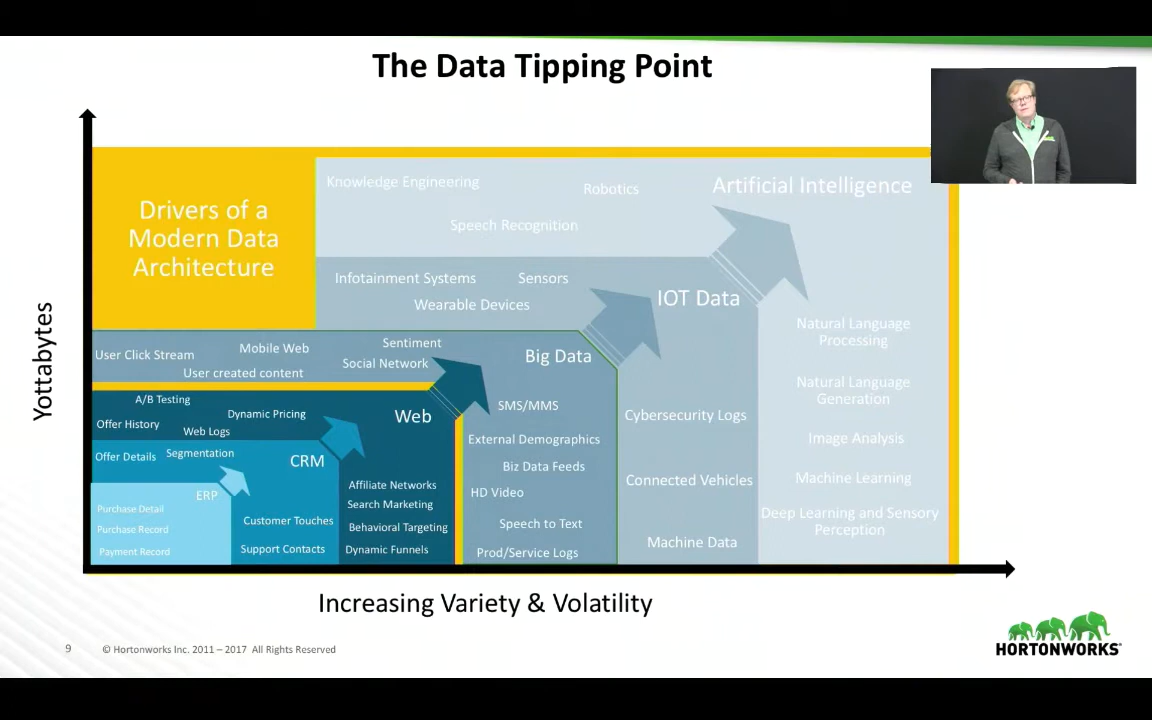 The Data Tipping Point
Drivers of a
Modern Data
Architecture
Knowledge Engineering
Robotics
Artificial Intelligence
Speech Recognition
Infotainment Systems
Sensors
Wearable Devices
IOT Data
Natural Language
Processing
Natural Language
Generation
Image Analysis
Machine Learning
Deep Learning and Sensory
Perception
User Click Stream
Mobile Web
Sentiment
Social Network
User created content
Big Data
SMS/MMS
External Demographics
Biz Data Feeds
HD Video
Speech to Text
Prod/Service Logs
Cybersecurity Logs
Connected Vehicles
Machine Data
A/B Testing
Dynamic Pricing
Web
Offer History
Web Logs
Offer Details
Segmentation
CRM
Affiliate Networks
Search Marketing
Behavioral Targeting
Dynamic Funnels
ERP
Purchase Detail
Purchase Record
Payment Record
Customer Touches
Support Contacts
Yottabytes
Increasing Variety & Volatility
9
© Hortonworks Inc. 2011 – 2017 All Rights Reserved
HORTONWORKS